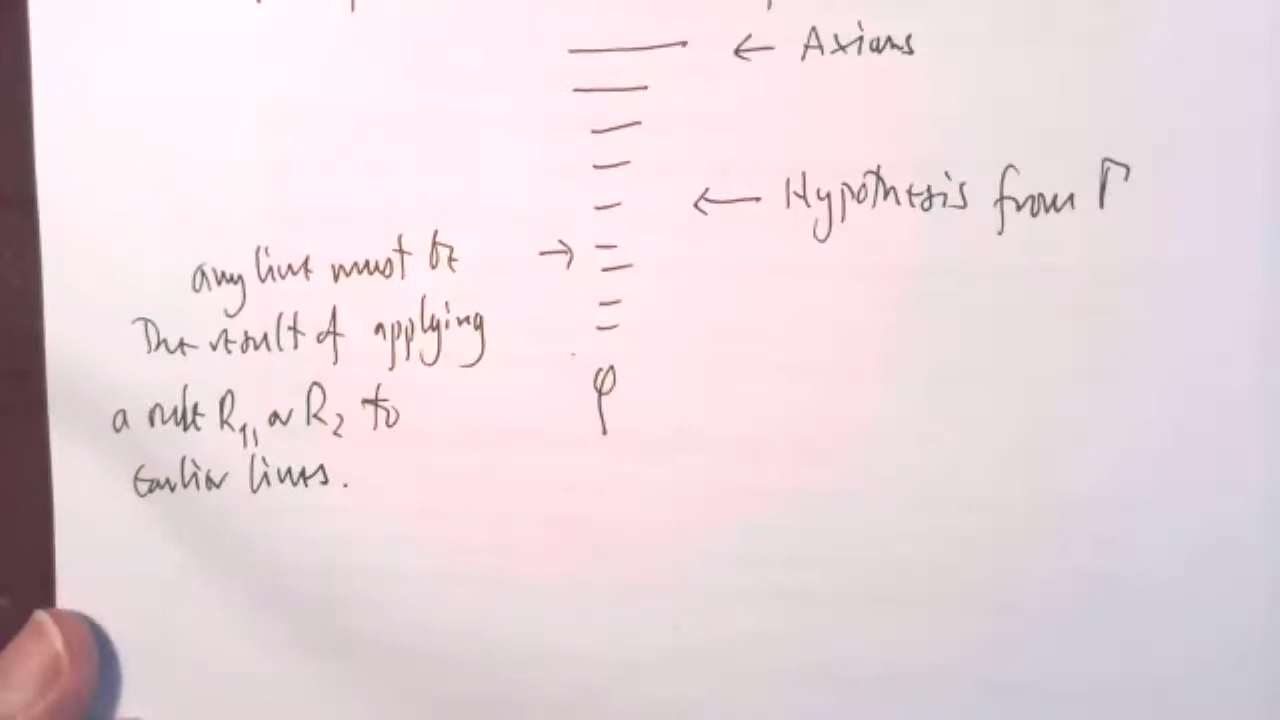 ← Axioms
← Hypothesis from Γ
any line must be →
The result of applying
a rule R₁, or R₂ to
φ
Earlier lines.